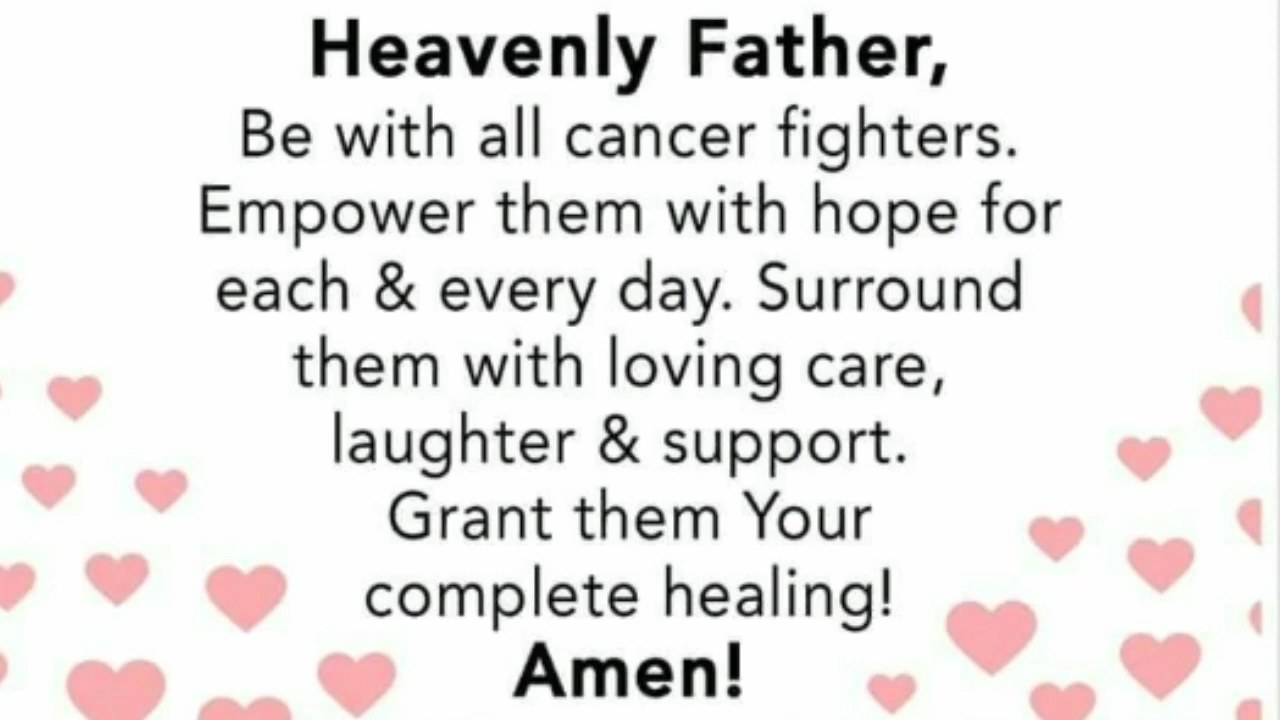 Heavenly Father,
Be with all cancer fighters.
Empower them with hope for
each & every day. Surround
them with loving care,
laughter & support.
Grant them Your
complete healing!
Amen!